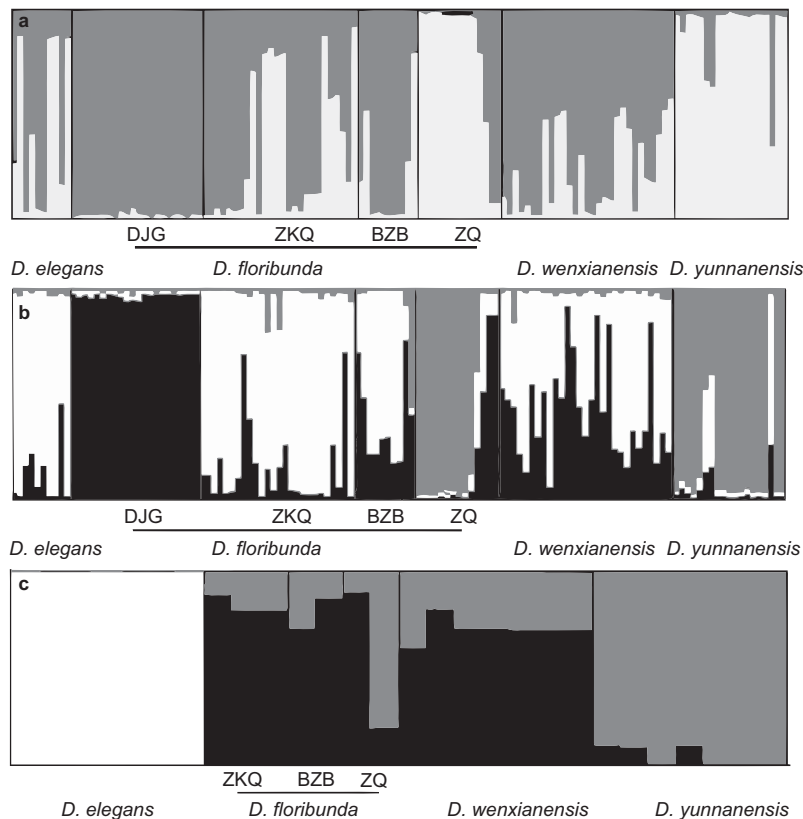 a
DJG ZKQ BZB ZQ
D. elegans D. floribunda D. wenxianensis D. yunnanensis
b
DJG ZKQ BZB ZQ
D. elegans D. floribunda D. wenxianensis D. yunnanensis
c
ZKQ BZB ZQ
D. elegans D. floribunda D. wenxianensis D. yunnanensis